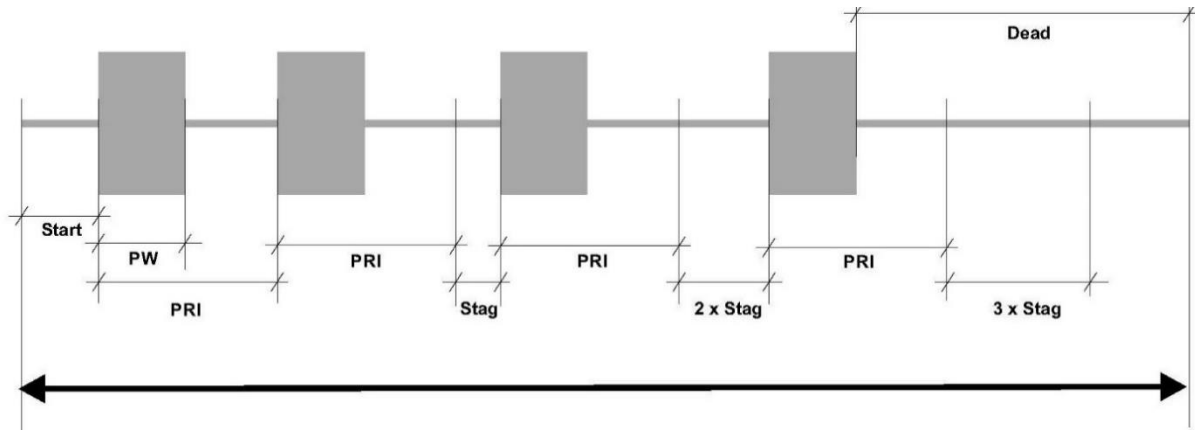 Dead
Start
PW
PRI
PRI
PRI
PRI
Stag
2 x Stag
3 x Stag